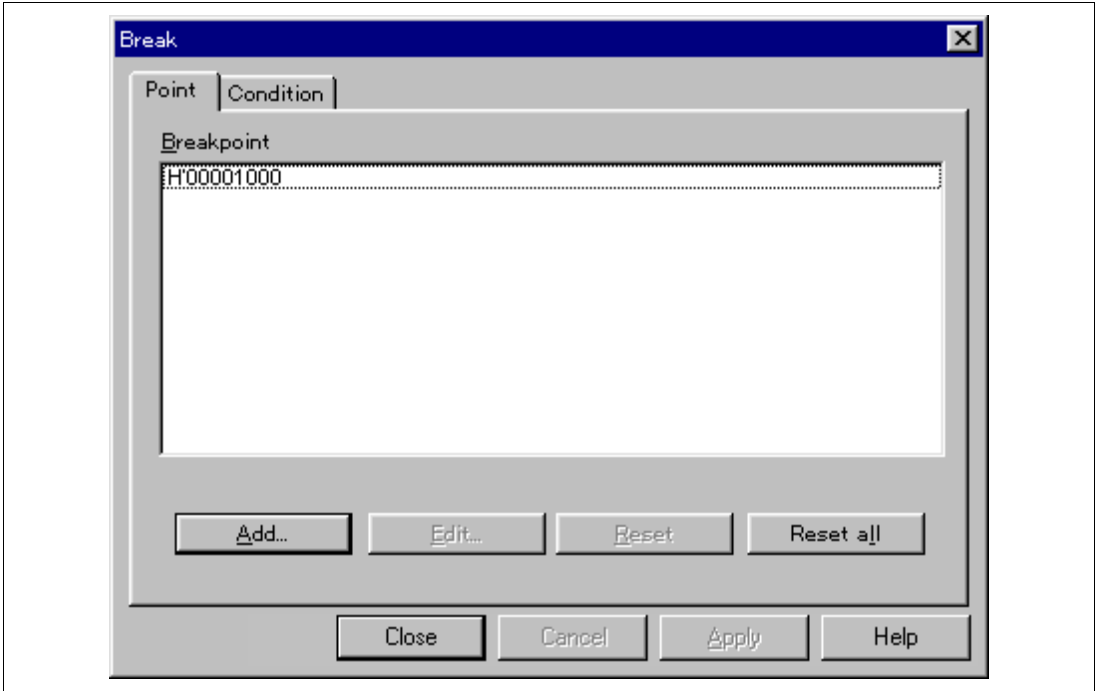 Break
Point
Condition
Breakpoint
H'00001000
Add...
Edit...
Reset
Reset all
Close
Cancel
Apply
Help